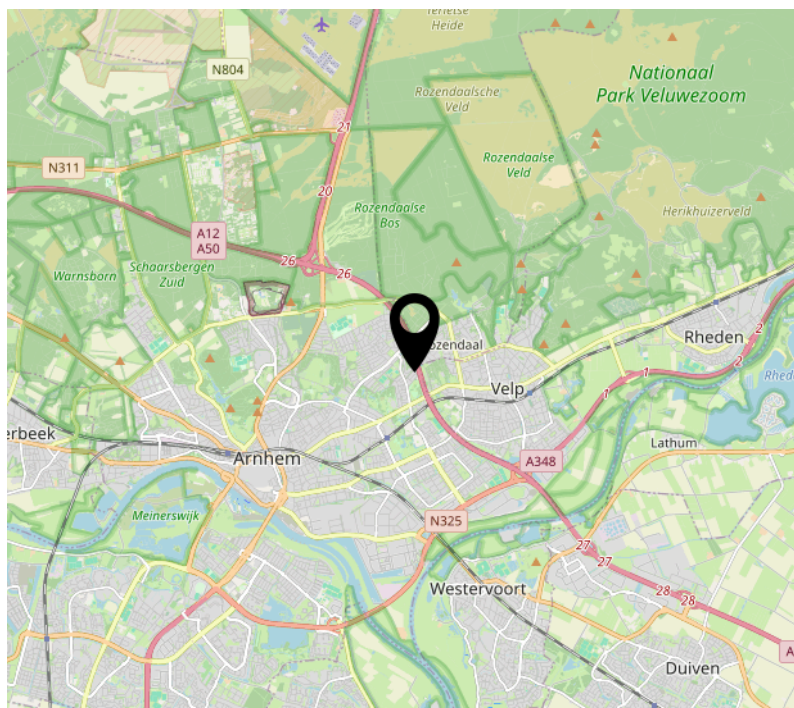 Terletse
Heide
N804
Nationaal
Park Veluwezoom
Rozendaalsche
Veld
21
N311
Rozendaalse
Veld
20
Rozendaalse
Bos
Herikhuizerveld
A12
A50
26
26
Schaarsbergen
Zuid
Warnsborn
2
Rheden
ozendaal
2
Rhede
1
Velp
1
erbeek
Lathum
Arnhem
A348
Meinerswijk
N325
27
27
Westervoort
28
28
A
Duiven